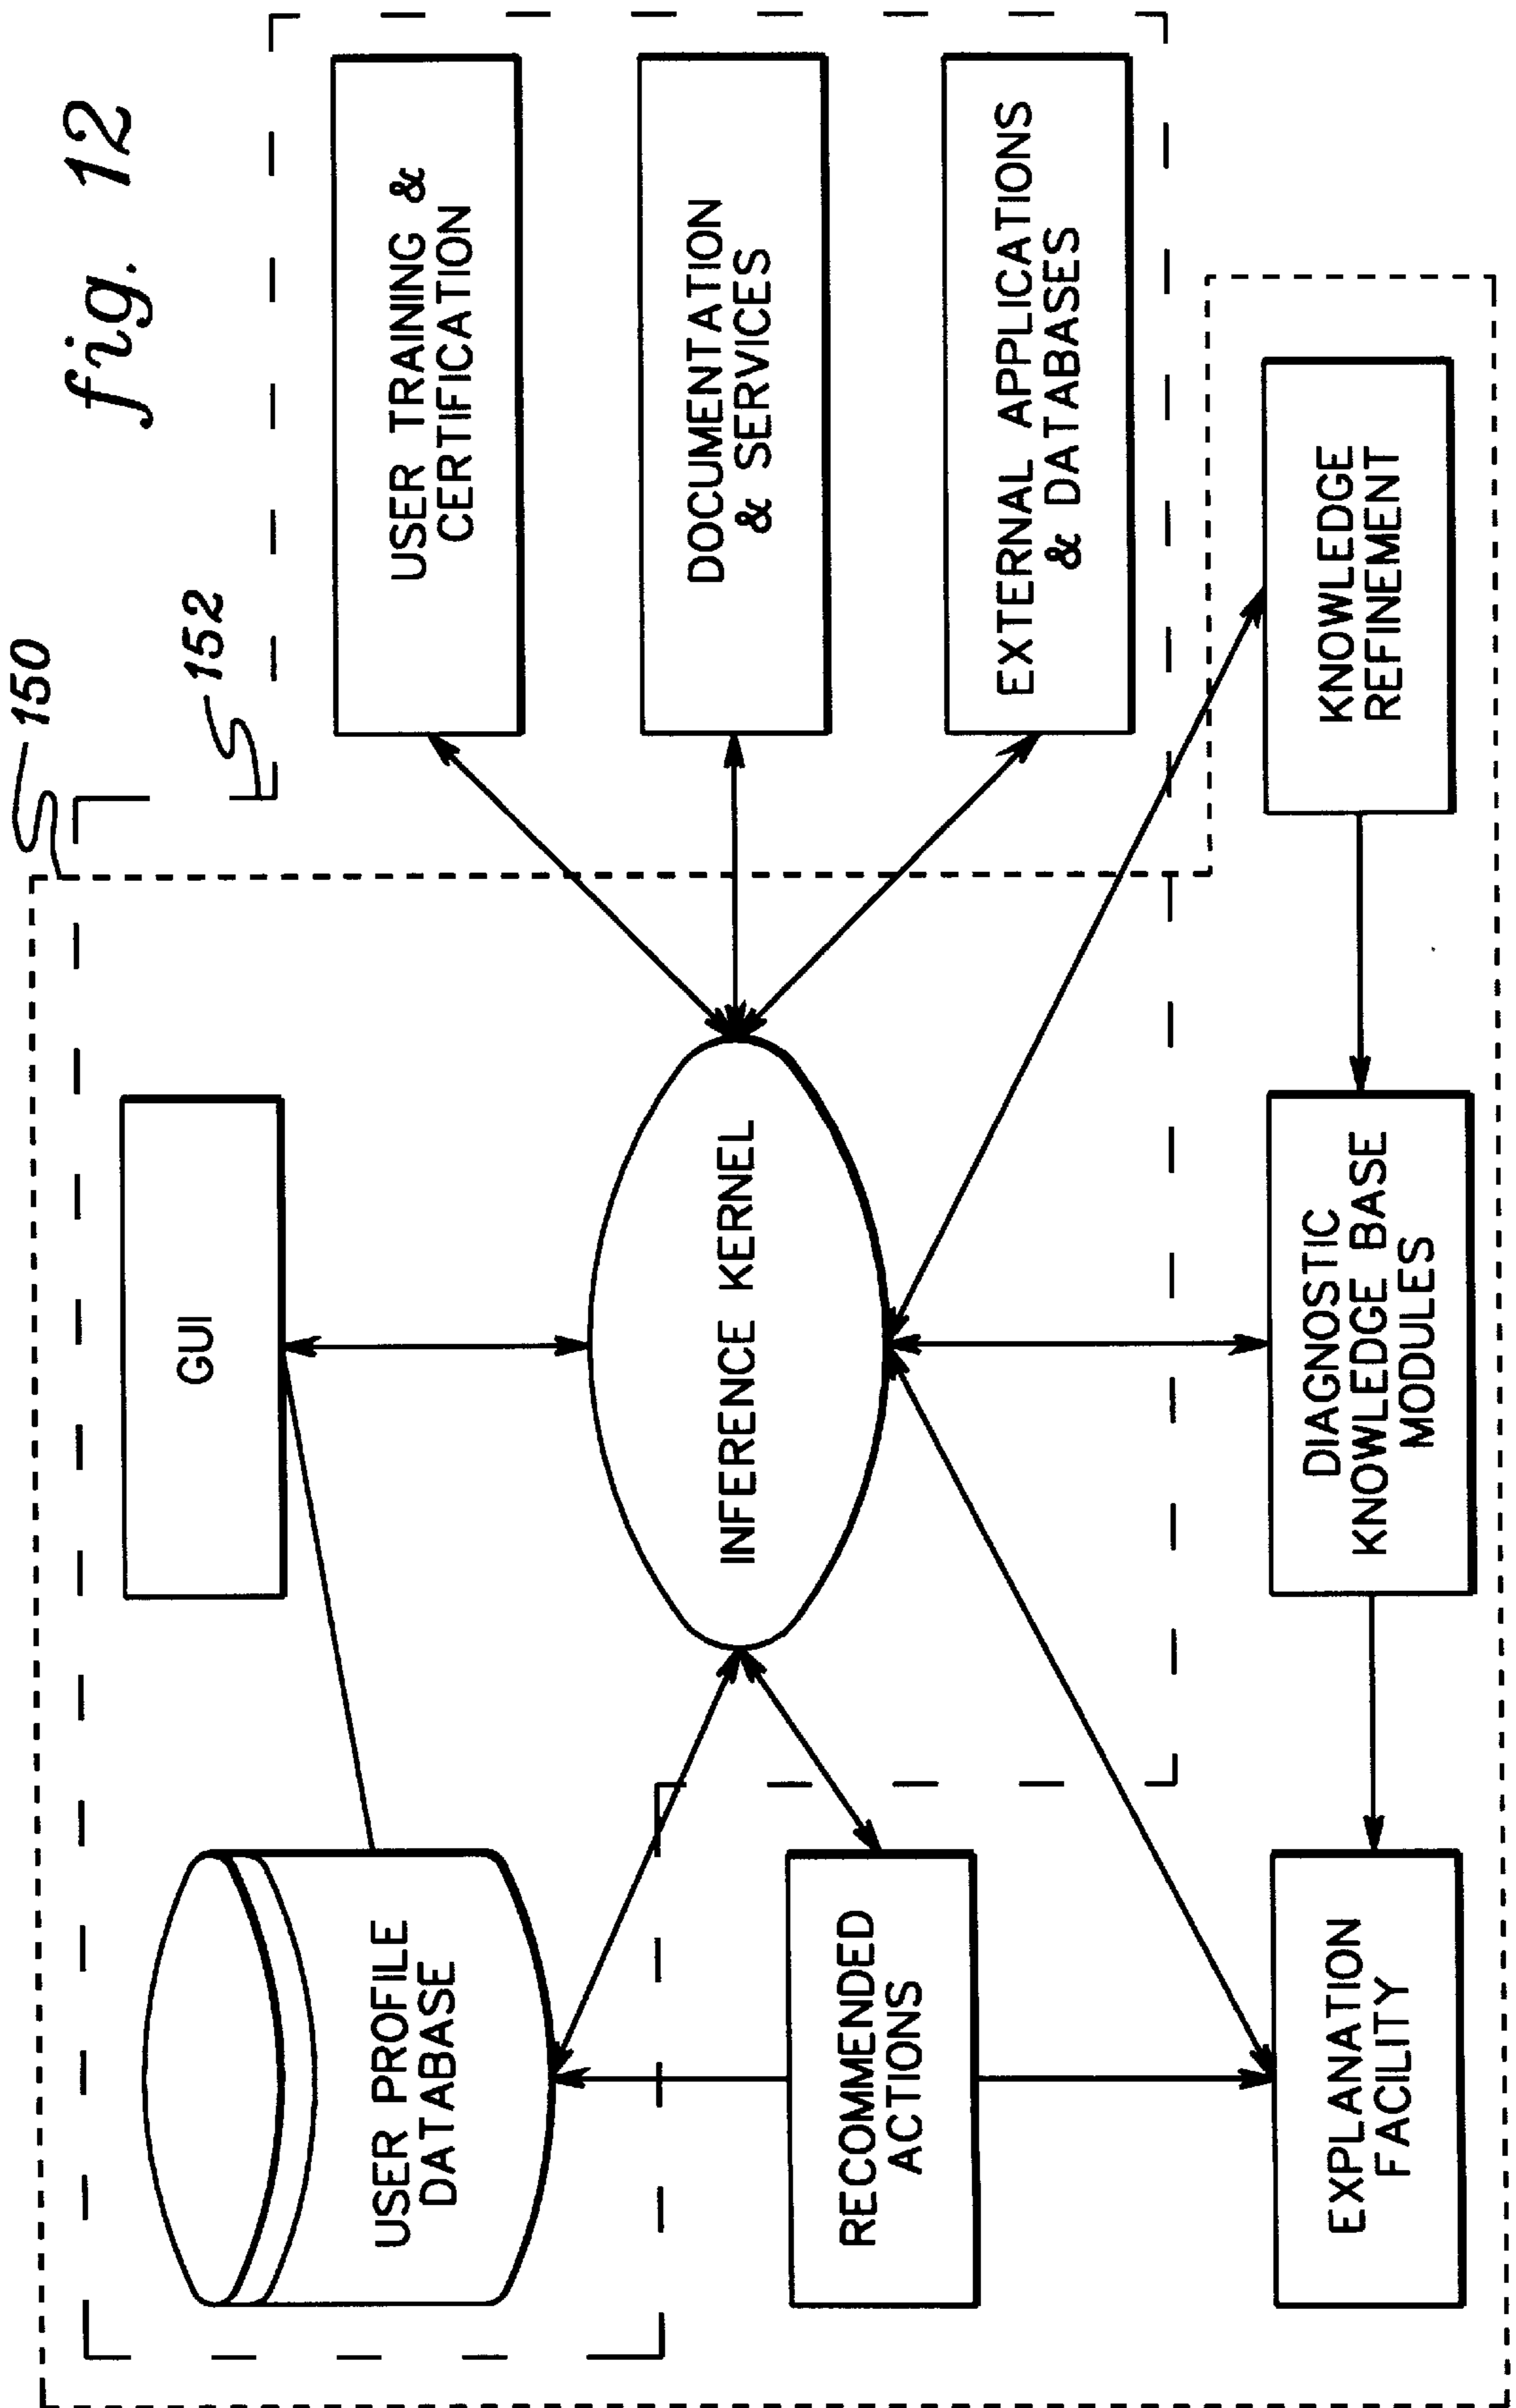 fig. 12
150
152
USER PROFILE
DATABASE
GUI
USER TRAINING &
CERTIFICATION
RECOMMENDED
ACTIONS
INFERENCE KERNEL
DOCUMENTATION
& SERVICES
EXTERNAL APPLICATIONS
& DATABASES
EXPLANATION
FACILITY
DIAGNOSTIC
KNOWLEDGE BASE
MODULES
KNOWLEDGE
REFINEMENT